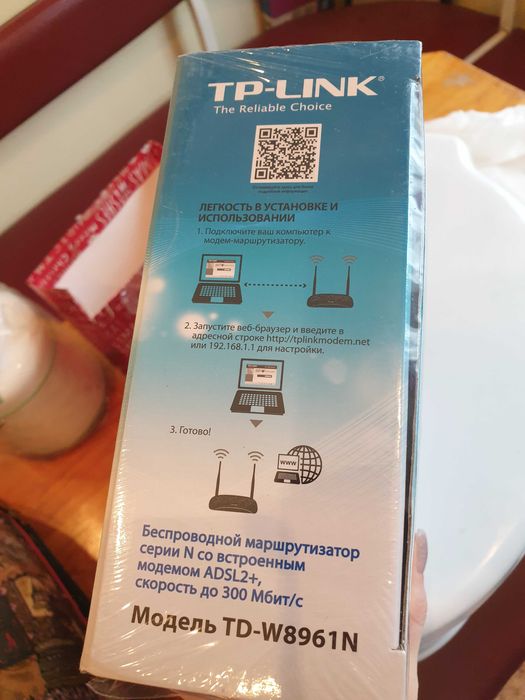 TP-LINK®
The Reliable Choice
ЛЕГКОСТЬ В УСТАНОВКЕ И
ИСПОЛЬЗОВАНИИ
1. Подключите ваш компьютер к
модем-маршрутизатору.
2. Запустите веб-браузер и введите в
адресной строке http://tplinkmodem.net
или 192.168.1.1 для настройки.
3. Готово!
www
Беспроводной маршрутизатор
серии N со встроенным
модемом ADSL2+,
скорость до 300 Мбит/с
Модель TD-W8961N